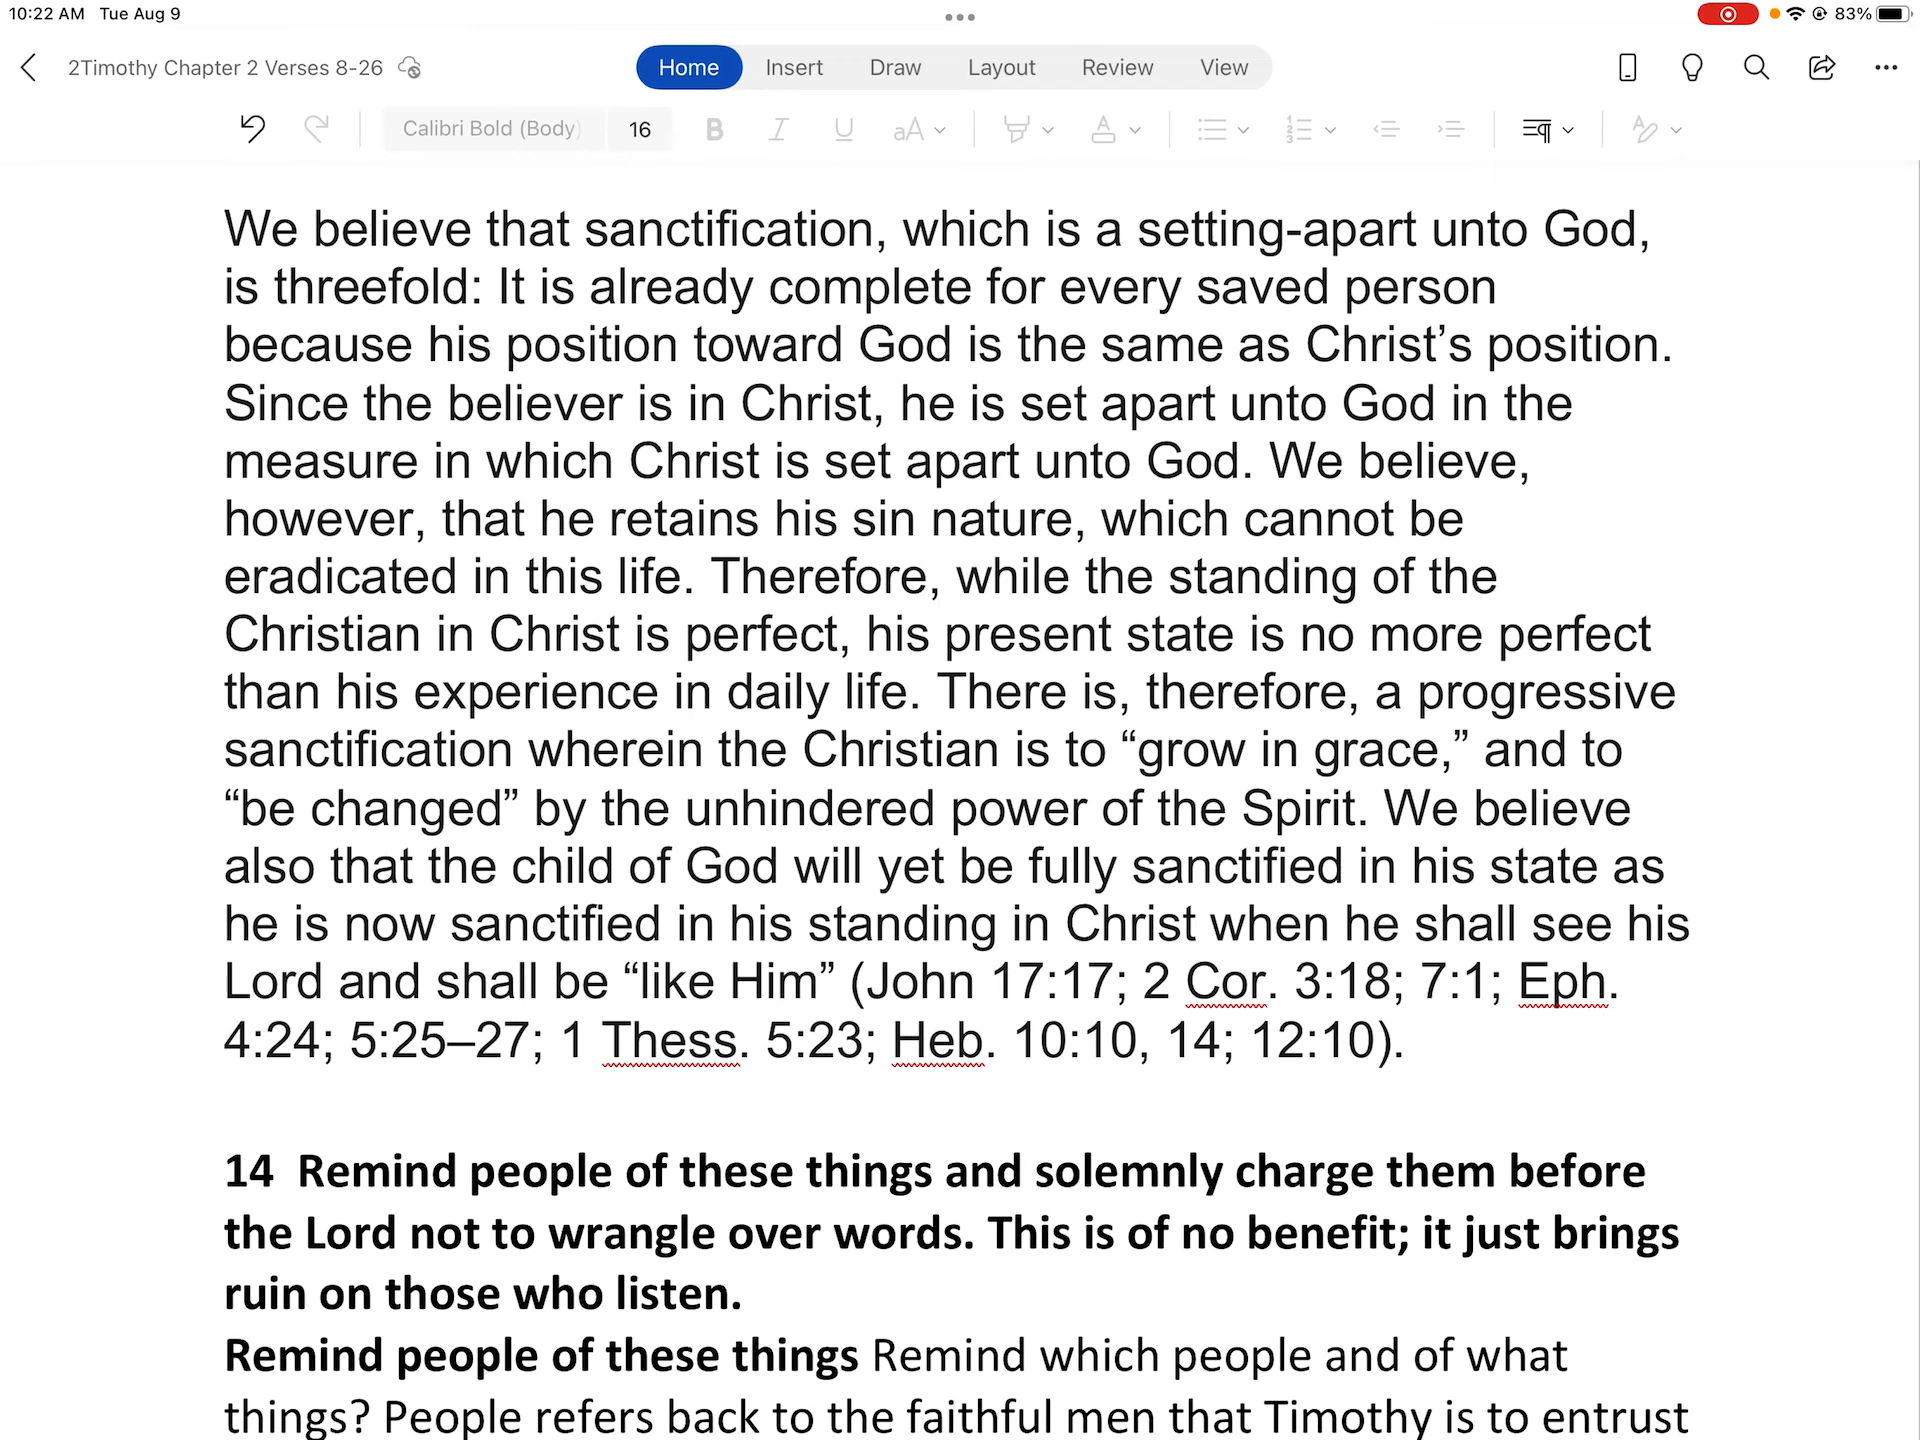 10:22 AM Tue Aug 9
83%
2Timothy Chapter 2 Verses 8-26
Home Insert Draw Layout Review View
Calibri Bold (Body) 16 B I U aA A
We believe that sanctification, which is a setting-apart unto God,
is threefold: It is already complete for every saved person
because his position toward God is the same as Christ’s position.
Since the believer is in Christ, he is set apart unto God in the
measure in which Christ is set apart unto God. We believe,
however, that he retains his sin nature, which cannot be
eradicated in this life. Therefore, while the standing of the
Christian in Christ is perfect, his present state is no more perfect
than his experience in daily life. There is, therefore, a progressive
sanctification wherein the Christian is to “grow in grace,” and to
“be changed” by the unhindered power of the Spirit. We believe
also that the child of God will yet be fully sanctified in his state as
he is now sanctified in his standing in Christ when he shall see his
Lord and shall be “like Him” (John 17:17; 2 Cor. 3:18; 7:1; Eph.
4:24; 5:25–27; 1 Thess. 5:23; Heb. 10:10, 14; 12:10).
14 Remind people of these things and solemnly charge them before
the Lord not to wrangle over words. This is of no benefit; it just brings
ruin on those who listen.
Remind people of these things Remind which people and of what
things? People refers back to the faithful men that Timothy is to entrust